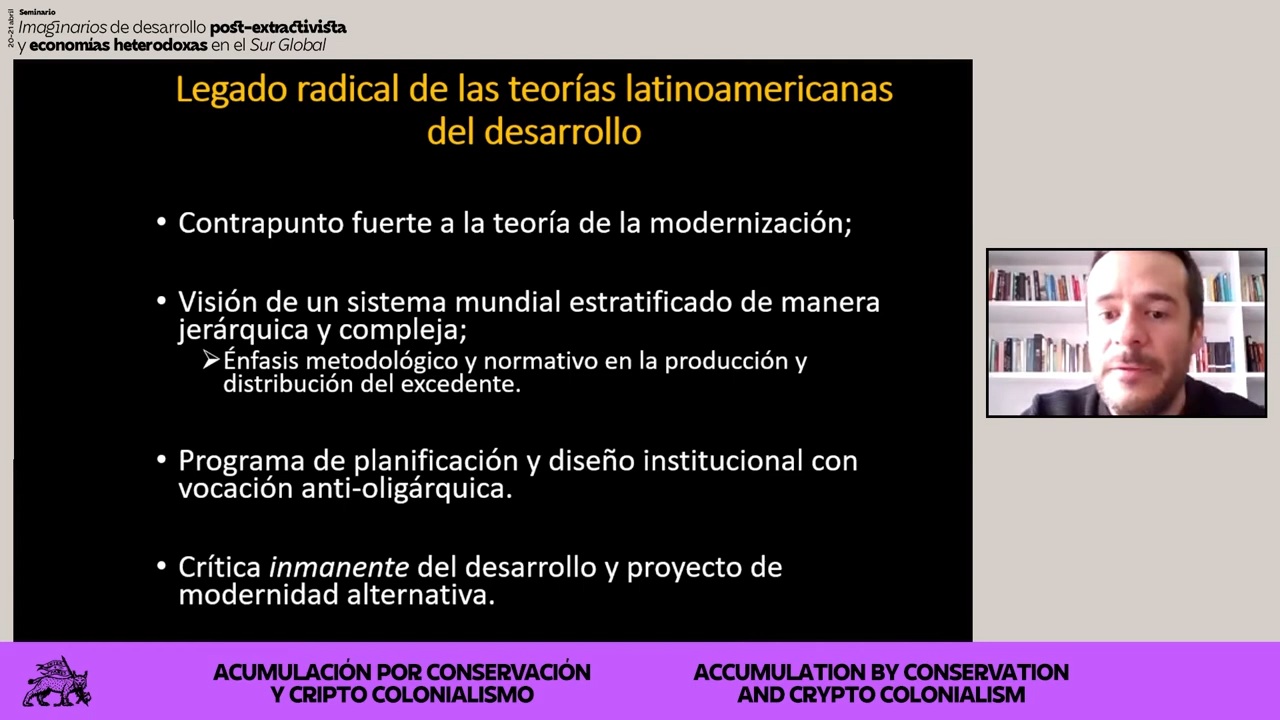 20-21 abril
Seminario
Imaginarios de desarrollo post-extractivista
y economías heterodoxas en el Sur Global
Legado radical de las teorías latinoamericanas
del desarrollo
• Contrapunto fuerte a la teoría de la modernización;
• Visión de un sistema mundial estratificado de manera
jerárquica y compleja;
➢Énfasis metodológico y normativo en la producción y
distribución del excedente.
• Programa de planificación y diseño institucional con
vocación anti-oligárquica.
• Crítica inmanente del desarrollo y proyecto de
modernidad alternativa.
ACUMULACIÓN POR CONSERVACIÓN
Y CRIPTO COLONIALISMO
ACCUMULATION BY CONSERVATION
AND CRYPTO COLONIALISM